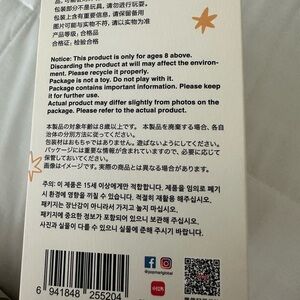 包装部分不是玩具，请勿进行玩耍。
包装上含有重要信息，请保留备用
图片可能与实物不符，请以实物为准
产品等级：合格品
合格证：检验合格
Notice: This product is only for ages 8 above.
Discarding the product at will may affect the environ-
ment. Please recycle it properly.
Package is not a toy. Do not play with it.
Package contains important information. Please keep
it for further use.
Actual product may differ slightly from photos on the
package. Please refer to the actual product.
本製品の対象年齢は8歳以上です。 本製品を廃棄する場合、各自
治体の分別方法に従ってください。
包装材はおもちゃではありません。遊ばないようにしてください。
パッケージには重要な情報が含まれていますので、必要に応じて
保管しておいてください。
画像はイメージです。実際の商品とは異なる場合があります。
주의: 이 제품은 15세 이상에게만 적합합니다. 제품을 임의로 폐기
시 환경에 영향을 끼칠 수 있습니다. 적절히 재활용 해주십시오.
패키지는 장난감이 아니라서 가지고 놀지 마십시오.
패키지에 중요한 정보가 포함되어 있으니 보관해 주십시오.
사진과 실물이 다를 수 있으니 실물에 준해 주시기 바랍니다.
@popmartglobal
小红书
6 941848 255204